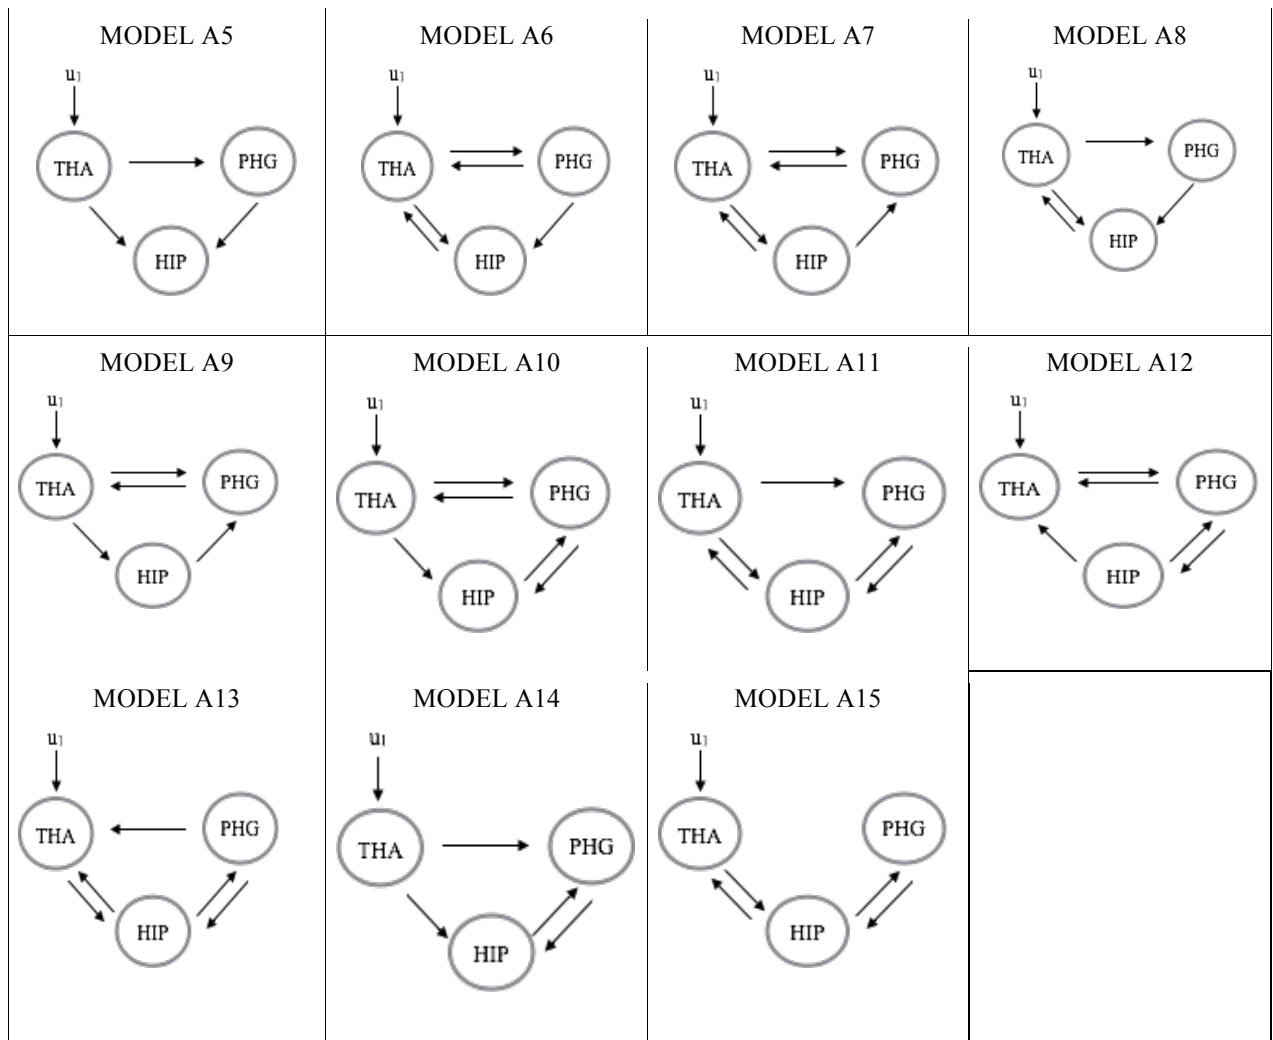 MODEL A5
u1
THA
PHG
HIP
MODEL A6
u1
THA
PHG
HIP
MODEL A7
u1
THA
PHG
HIP
MODEL A8
u1
THA
PHG
HIP
MODEL A9
u1
THA
PHG
HIP
MODEL A10
u1
THA
PHG
HIP
MODEL A11
u1
THA
PHG
HIP
MODEL A12
u1
THA
PHG
HIP
MODEL A13
u1
THA
PHG
HIP
MODEL A14
u1
THA
PHG
HIP
MODEL A15
u1
THA
PHG
HIP